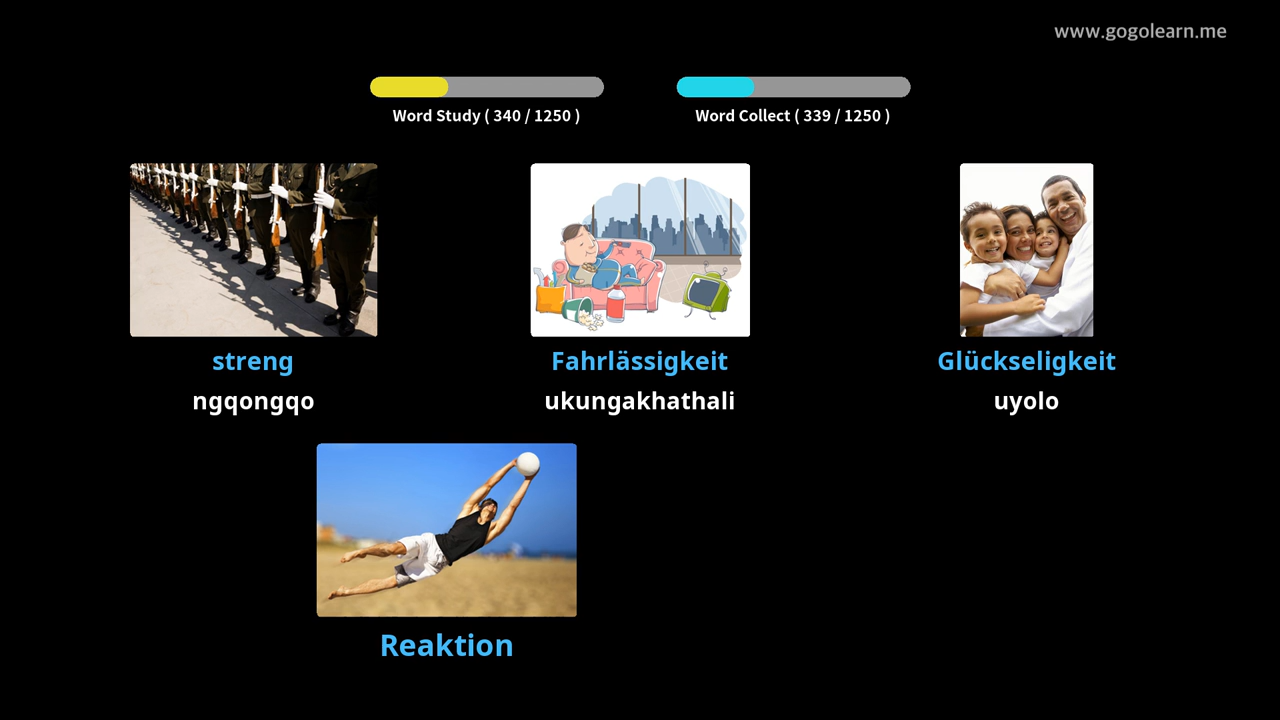 www.gogolearn.me
Word Study ( 340 / 1250 )
Word Collect ( 339 / 1250 )
streng
Fahrlässigkeit
Glückseligkeit
ngqongqo
ukungakhathali
uyolo
Reaktion